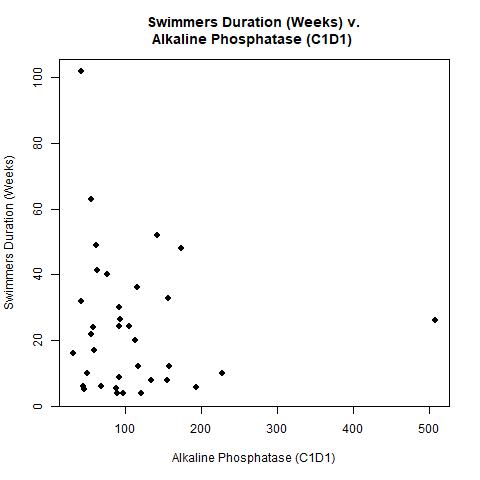 Swimmers Duration (Weeks) v.
Alkaline Phosphatase (C1D1)
Swimmers Duration (Weeks)
100
80
60
40
20
0
100 200 300 400 500
Alkaline Phosphatase (C1D1)